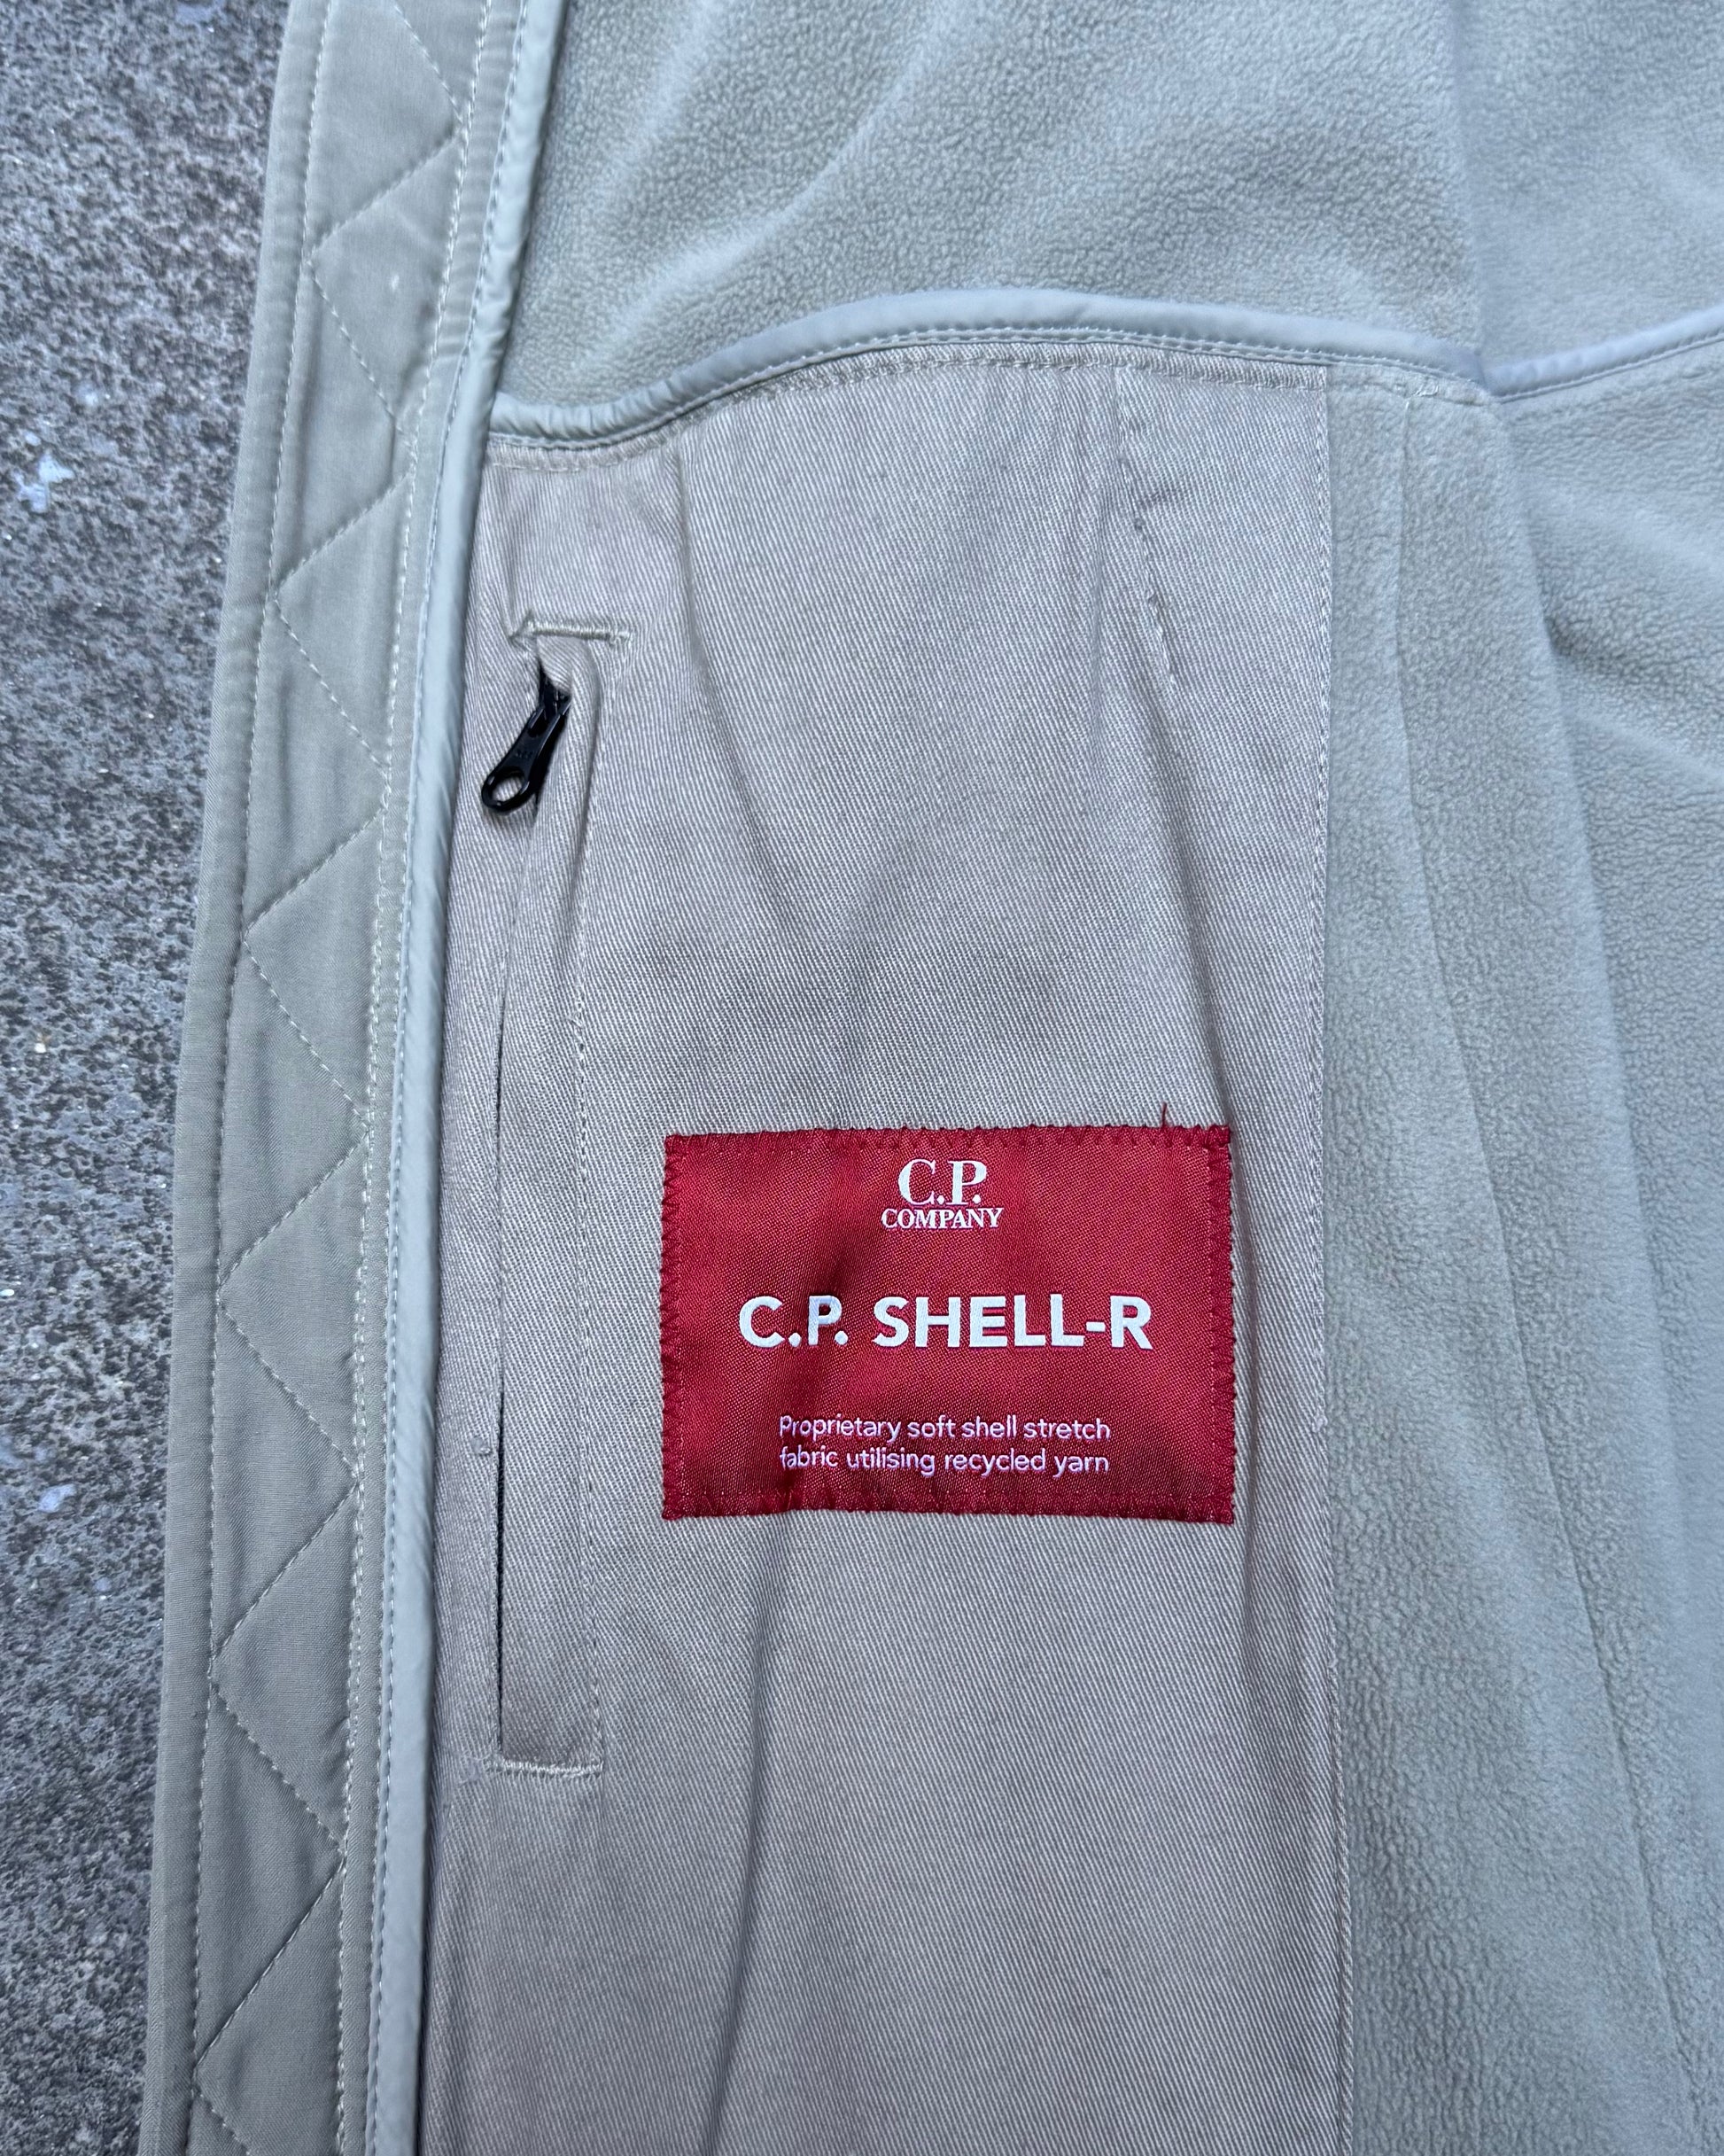 C.P.
COMPANY
C.P. SHELL-R
Proprietary soft shell stretch
fabric utilising recycled yarn